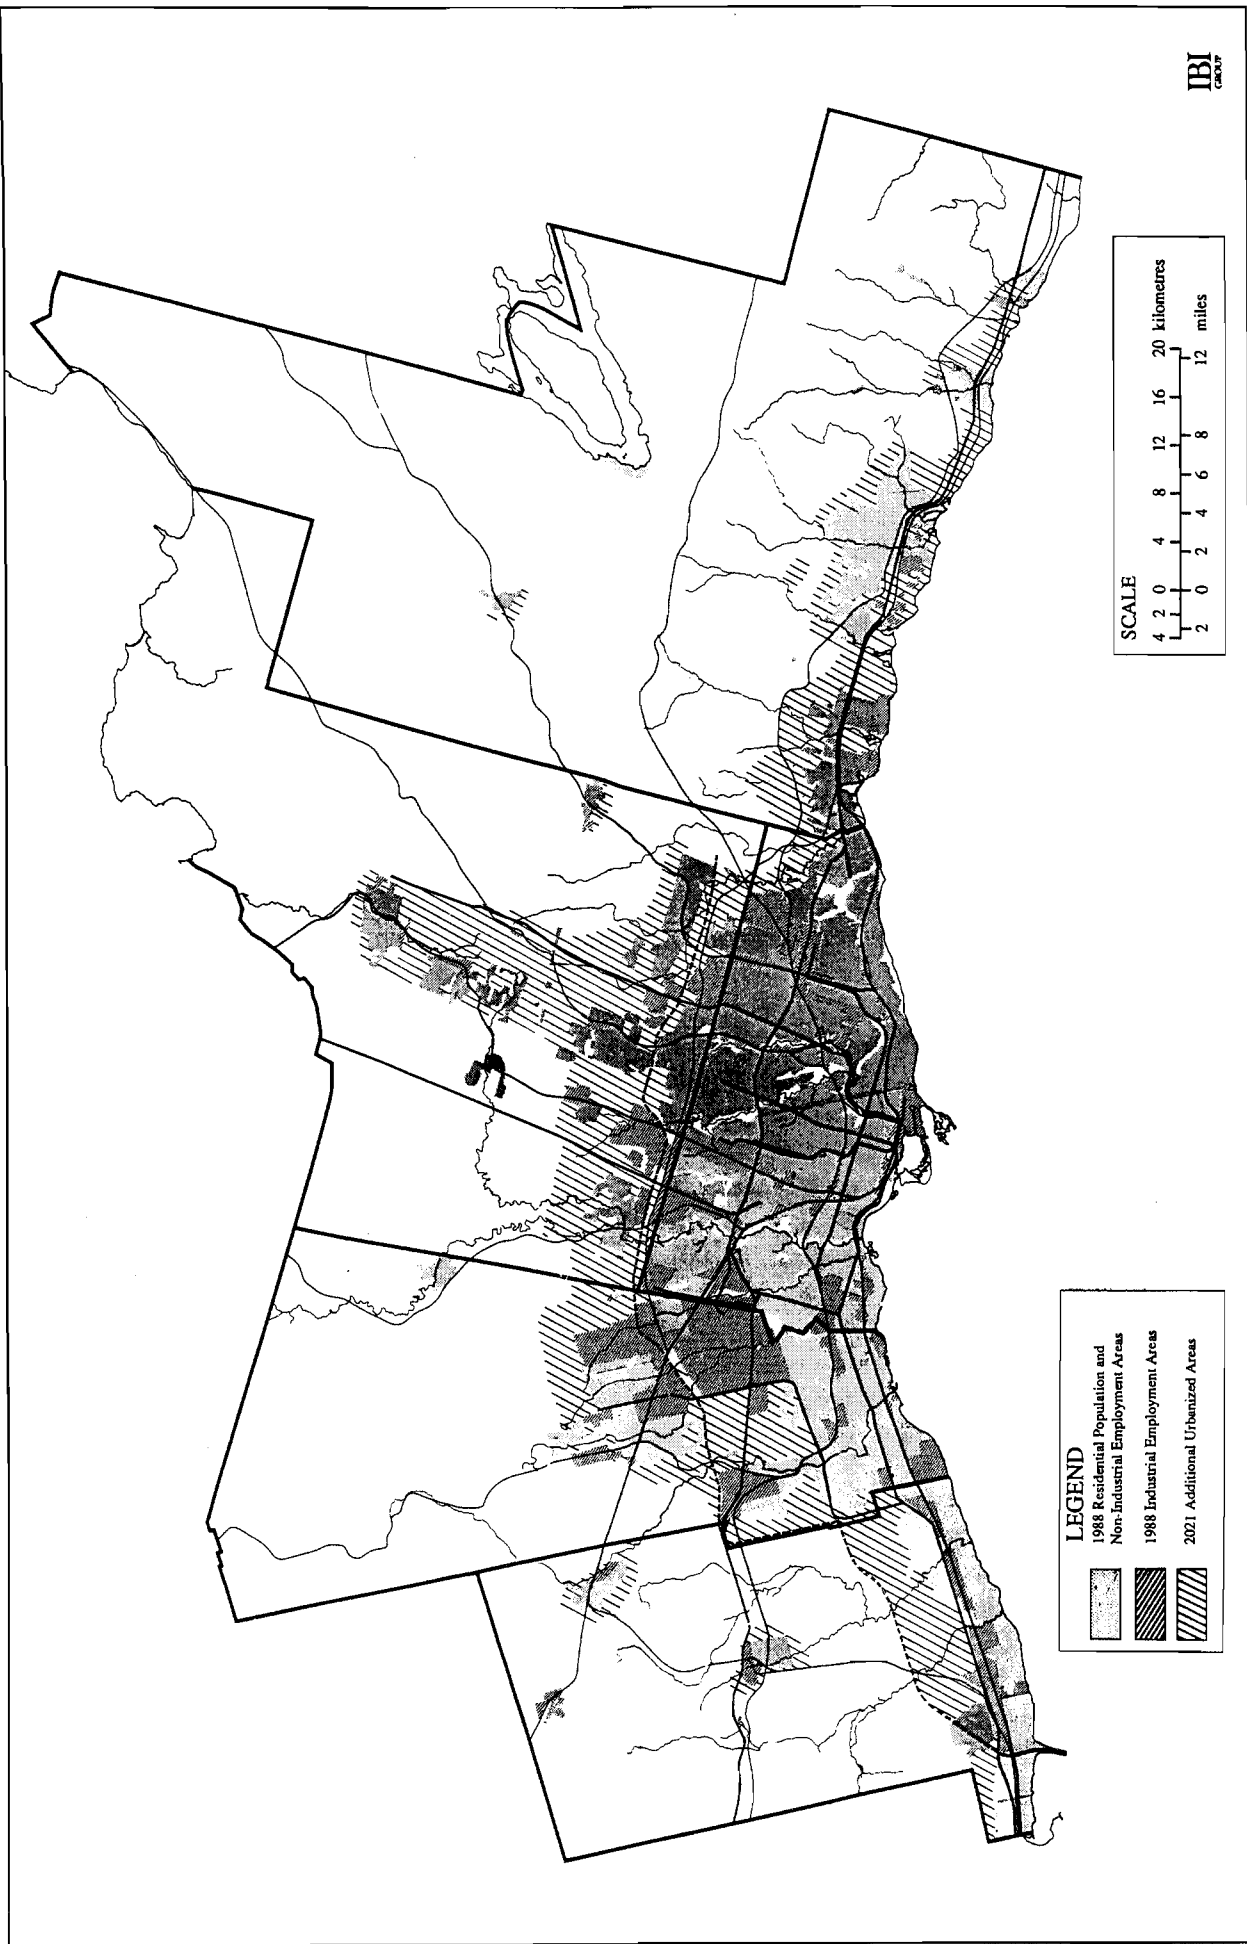 IBI
GROUP
SCALE
4 2 0 4 8 12 16 20 kilometres
2 0 2 4 6 8 12 miles
LEGEND
1988 Residential Population and
Non-Industrial Employment Areas
1988 Industrial Employment Areas
2021 Additional Urbanized Areas